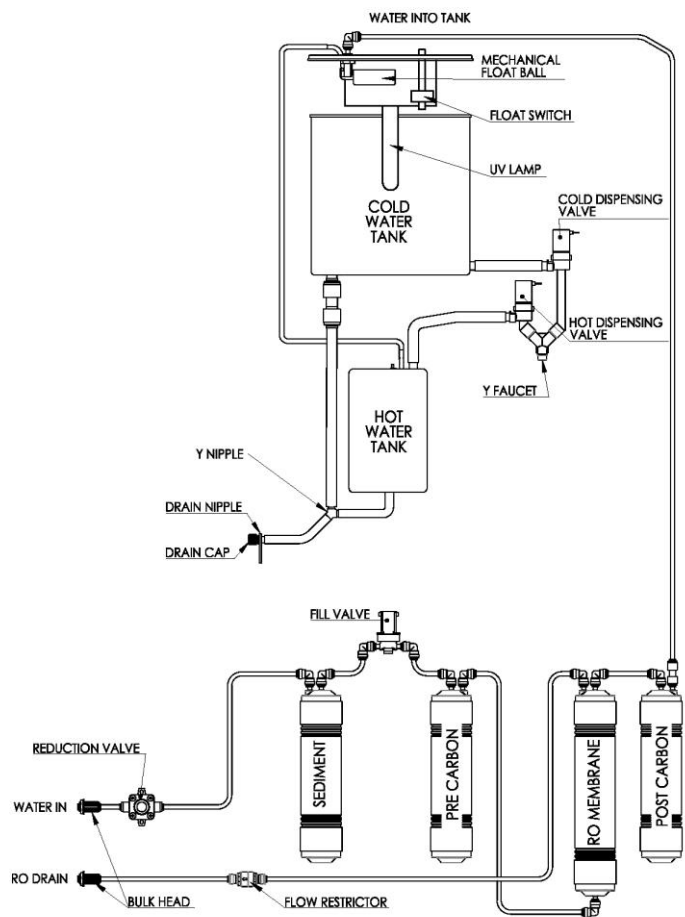 WATER INTO TANK
MECHANICAL
FLOAT BALL
FLOAT SWITCH
UV LAMP
COLD
WATER
TANK
COLD DISPENSING
VALVE
HOT DISPENSING
VALVE
Y FAUCET
HOT
WATER
TANK
Y NIPPLE
DRAIN NIPPLE
DRAIN CAP
FILL VALVE
REDUCTION VALVE
SEDIMENT
PRE CARBON
RO MEMBRANE
POST CARBON
WATER IN
RO DRAIN
BULK HEAD
FLOW RESTRICTOR